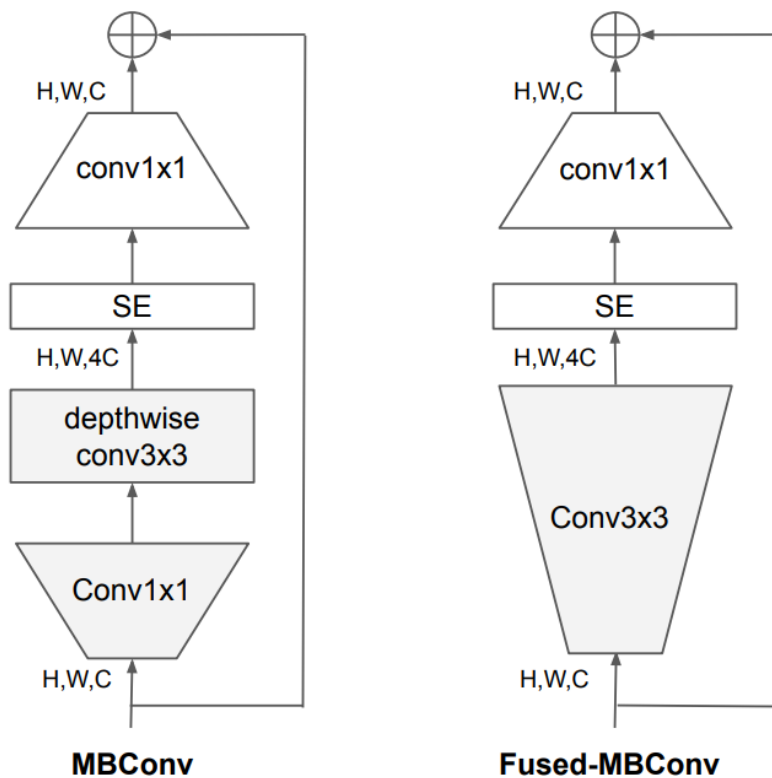 H,W,C
conv1x1
SE
H,W,4C
depthwise
conv3x3
Conv1x1
H,W,C
MBConv
H,W,C
conv1x1
SE
H,W,4C
Conv3x3
H,W,C
Fused-MBConv